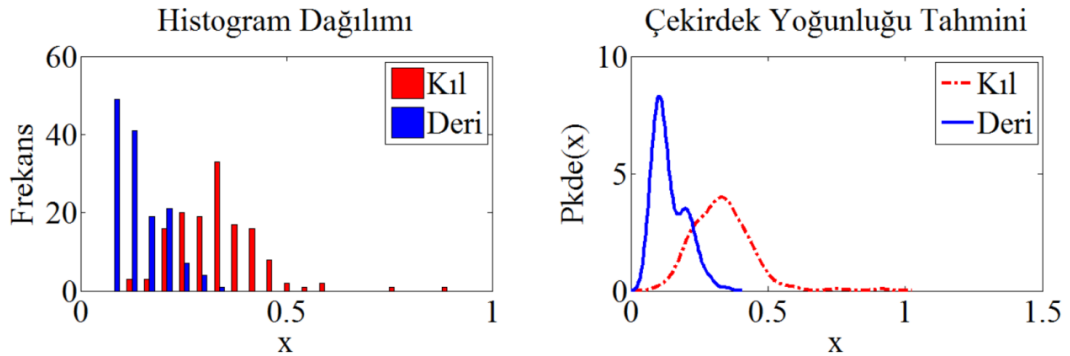 Histogram Dağılımı
60
40
20
0
Frekans
0
0.5
1
x
Kıl
Deri
Çekirdek Yoğunluğu Tahmini
10
5
0
Pkde(x)
0
0.5
1
1.5
x
Kıl
Deri